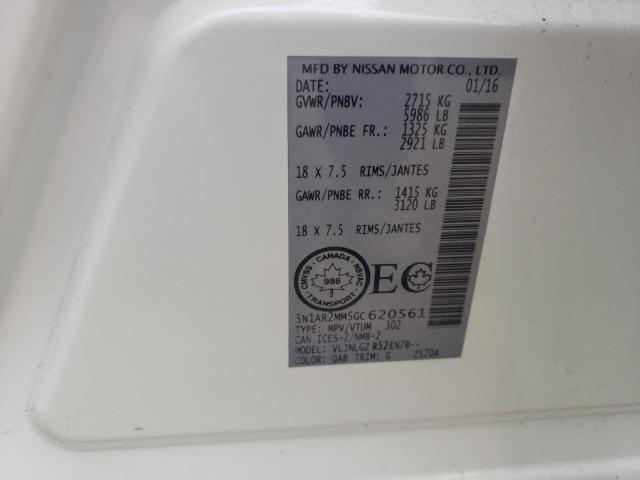 MFD BY NISSAN MOTOR CO., LTD.
DATE: 01/16
GVWR/PNBV: 2715 KG
5986 LB
GAWR/PNBE FR.: 1325 KG
2921 LB
18 X 7.5 RIMS/JANTES
GAWR/PNBE RR.: 1415 KG
3120 LB
18 X 7.5 RIMS/JANTES
CMVSS - CANADA - NSVAC
986
TRANSPORT
EC
5N1AR2MM5GC620561
TYPE: MPV/VTUM 302
CAN ICES-2/NMB-2
MODEL: VLJNLGZ R52EN7B--
COLOR: QAB TRIM: G Z570A